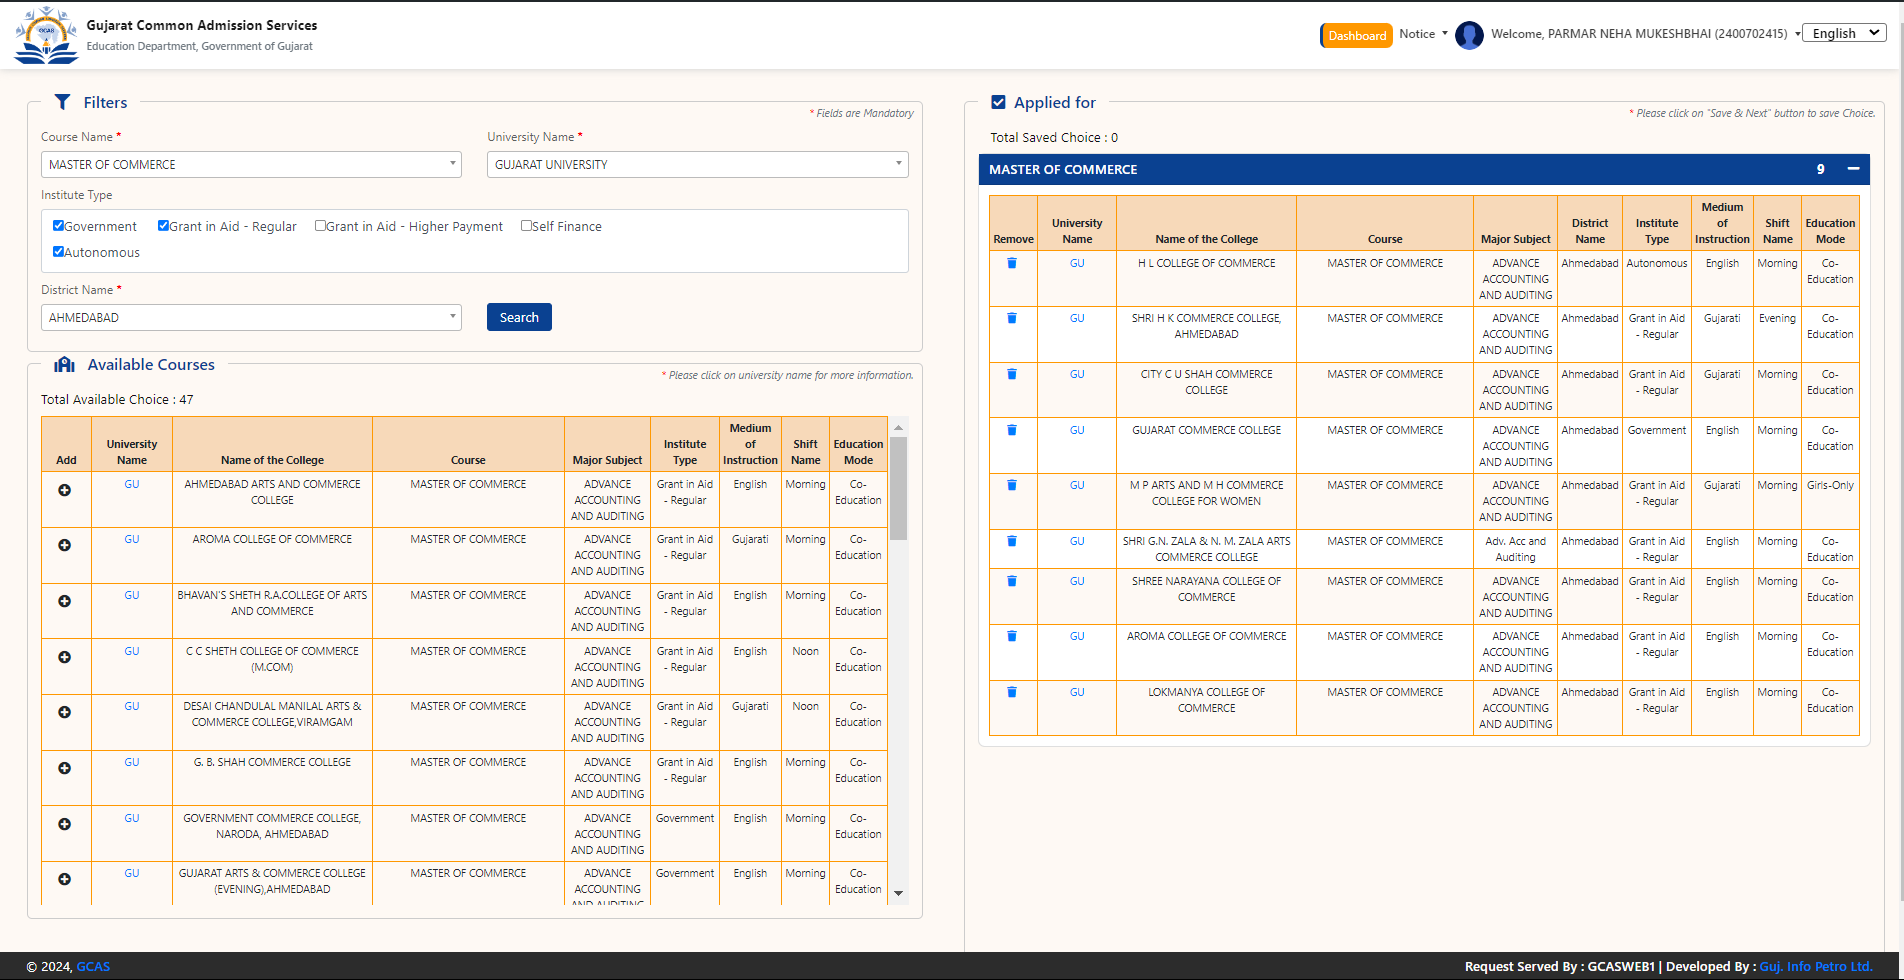 Gujarat Common Admission Services
Education Department, Government of Gujarat
Dashboard Notice Welcome, PARMAR NEHA MUKESHBHAI (2400702415) English
Filters
* Fields are Mandatory
Course Name * University Name *
MASTER OF COMMERCE GUJARAT UNIVERSITY
Institute Type
Government Grant in Aid - Regular Grant in Aid - Higher Payment Self Finance
Autonomous
District Name *
AHMEDABAD Search
Available Courses
* Please click on university name for more information.
Total Available Choice : 47
Add University Name Name of the College Course Major Subject Institute Type Medium of Instruction Shift Name Education Mode
GU AHMEDABAD ARTS AND COMMERCE COLLEGE MASTER OF COMMERCE ADVANCE ACCOUNTING AND AUDITING Grant in Aid - Regular English Morning Co-Education
GU AROMA COLLEGE OF COMMERCE MASTER OF COMMERCE ADVANCE ACCOUNTING AND AUDITING Grant in Aid - Regular Gujarati Morning Co-Education
GU BHAVAN'S SHETH R.A.COLLEGE OF ARTS AND COMMERCE MASTER OF COMMERCE ADVANCE ACCOUNTING AND AUDITING Grant in Aid - Regular English Morning Co-Education
GU C C SHETH COLLEGE OF COMMERCE (M.COM) MASTER OF COMMERCE ADVANCE ACCOUNTING AND AUDITING Grant in Aid - Regular English Noon Co-Education
GU DESAI CHANDULAL MANILAL ARTS & COMMERCE COLLEGE,VIRAMGAM MASTER OF COMMERCE ADVANCE ACCOUNTING AND AUDITING Grant in Aid - Regular Gujarati Noon Co-Education
GU G. B. SHAH COMMERCE COLLEGE MASTER OF COMMERCE ADVANCE ACCOUNTING AND AUDITING Grant in Aid - Regular English Morning Co-Education
GU GOVERNMENT COMMERCE COLLEGE, NARODA, AHMEDABAD MASTER OF COMMERCE ADVANCE ACCOUNTING AND AUDITING Government English Morning Co-Education
GU GUJARAT ARTS & COMMERCE COLLEGE (EVENING),AHMEDABAD MASTER OF COMMERCE ADVANCE ACCOUNTING AND AUDITING Government English Morning Co-Education
Applied for
* Please click on "Save & Next" button to save Choice.
Total Saved Choice : 0
MASTER OF COMMERCE 9
Remove University Name Name of the College Course Major Subject District Name Institute Type Medium of Instruction Shift Name Education Mode
GU H L COLLEGE OF COMMERCE MASTER OF COMMERCE ADVANCE ACCOUNTING AND AUDITING Ahmedabad Autonomous English Morning Co-Education
GU SHRI H K COMMERCE COLLEGE, AHMEDABAD MASTER OF COMMERCE ADVANCE ACCOUNTING AND AUDITING Ahmedabad Grant in Aid - Regular Gujarati Evening Co-Education
GU CITY C U SHAH COMMERCE COLLEGE MASTER OF COMMERCE ADVANCE ACCOUNTING AND AUDITING Ahmedabad Grant in Aid - Regular Gujarati Morning Co-Education
GU GUJARAT COMMERCE COLLEGE MASTER OF COMMERCE ADVANCE ACCOUNTING AND AUDITING Ahmedabad Government English Morning Co-Education
GU M P ARTS AND M H COMMERCE COLLEGE FOR WOMEN MASTER OF COMMERCE ADVANCE ACCOUNTING AND AUDITING Ahmedabad Grant in Aid - Regular Gujarati Morning Girls-Only
GU SHRI G.N. ZALA & N. M. ZALA ARTS COMMERCE COLLEGE MASTER OF COMMERCE Adv. Acc and Auditing Ahmedabad Grant in Aid - Regular English Morning Co-Education
GU SHREE NARAYANA COLLEGE OF COMMERCE MASTER OF COMMERCE ADVANCE ACCOUNTING AND AUDITING Ahmedabad Grant in Aid - Regular English Morning Co-Education
GU AROMA COLLEGE OF COMMERCE MASTER OF COMMERCE ADVANCE ACCOUNTING AND AUDITING Ahmedabad Grant in Aid - Regular English Morning Co-Education
GU LOKMANYA COLLEGE OF COMMERCE MASTER OF COMMERCE ADVANCE ACCOUNTING AND AUDITING Ahmedabad Grant in Aid - Regular English Morning Co-Education
© 2024, GCAS Request Served By : GCASWEB1 | Developed By : Guj. Info Petro Ltd.